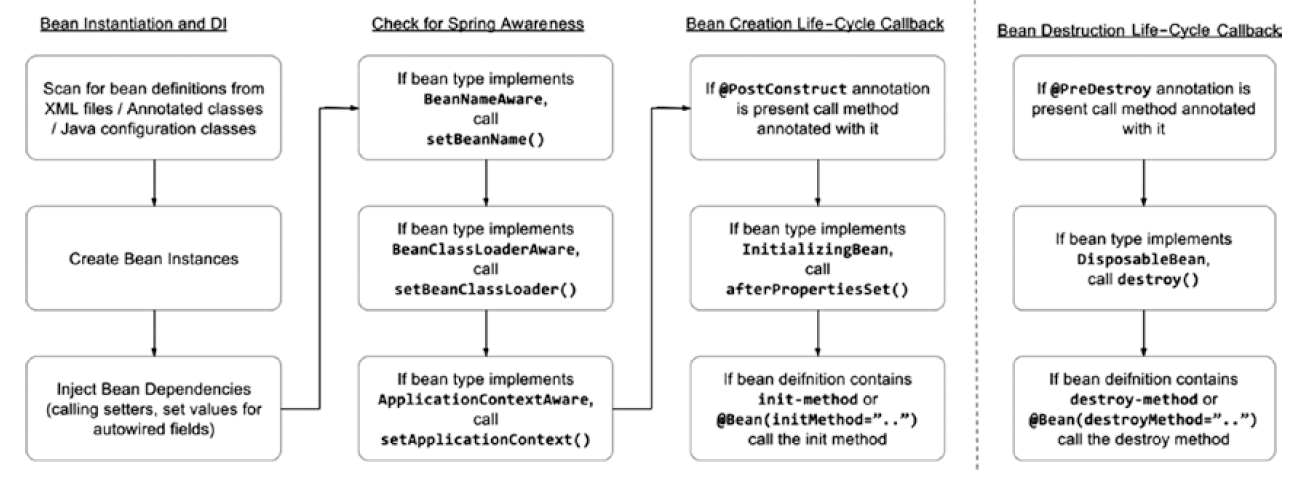 Bean Instantiation and DI
Scan for bean definitions from
XML files / Annotated classes
/ Java configuration classes
Create Bean Instances
Inject Bean Dependencies
(calling setters, set values for
autowired fields)
Check for Spring Awareness
If bean type implements
BeanNameAware,
call
setBeanName()
If bean type implements
BeanClassLoaderAware,
call
setBeanClassLoader()
If bean type implements
ApplicationContextAware,
call
setApplicationContext()
Bean Creation Life-Cycle Callback
If @PostConstruct annotation
is present call method
annotated with it
If bean type implements
InitializingBean,
call
afterPropertiesSet()
If bean deifnition contains
init-method or
@Bean(initMethod=”..”)
call the init method
Bean Destruction Life-Cycle Callback
If @PreDestroy annotation is
present call method annotated
with it
If bean type implements
DisposableBean,
call destroy()
If bean deifnition contains
destroy-method or
@Bean(destroyMethod=”..”)
call the destroy method